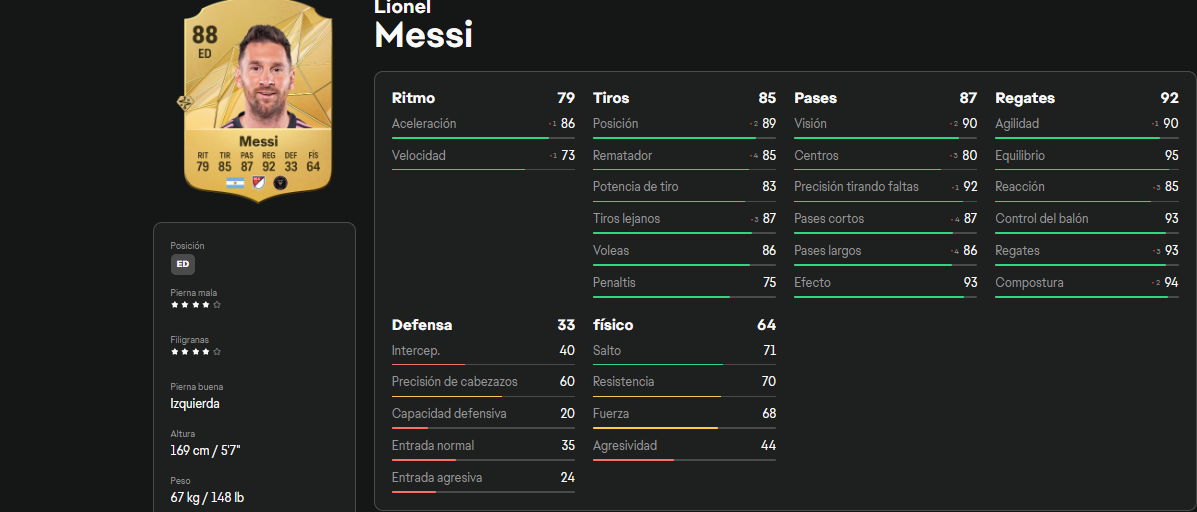 88
ED
Messi
RIT TIR PAS REG DEF FÍS
79 85 87 92 33 64
Posición
ED
Pierna mala
Filigranas
Pierna buena
Izquierda
Altura
169 cm / 5'7"
Peso
67 kg / 148 lb
Lionel
Messi
Ritmo 79
Aceleración -1 86
Velocidad -1 73
Tiros 85
Posición -2 89
Rematador -4 85
Potencia de tiro 83
Tiros lejanos -3 87
Voleas 86
Penaltis 75
Pases 87
Visión -2 90
Centros -3 80
Precisión tirando faltas -1 92
Pases cortos -4 87
Pases largos -4 86
Efecto 93
Regates 92
Agilidad -1 90
Equilibrio 95
Reacción -3 85
Control del balón 93
Regates -3 93
Compostura -2 94
Defensa 33
Intercep. 40
Precisión de cabezazos 60
Capacidad defensiva 20
Entrada normal 35
Entrada agresiva 24
físico 64
Salto 71
Resistencia 70
Fuerza 68
Agresividad 44